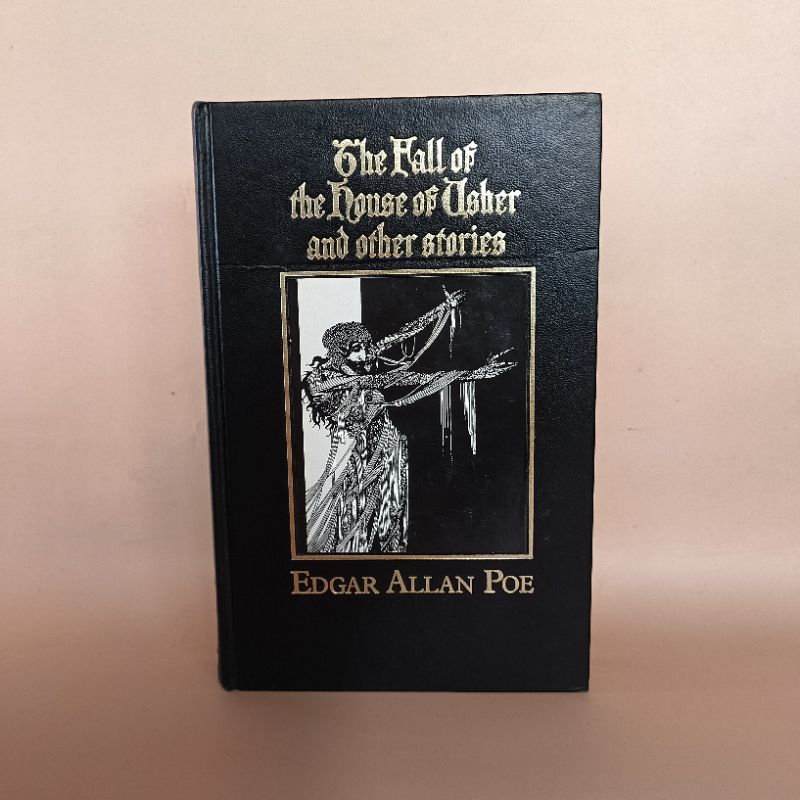 The Fall of
the House of Usher
and other stories
EDGAR ALLAN POE